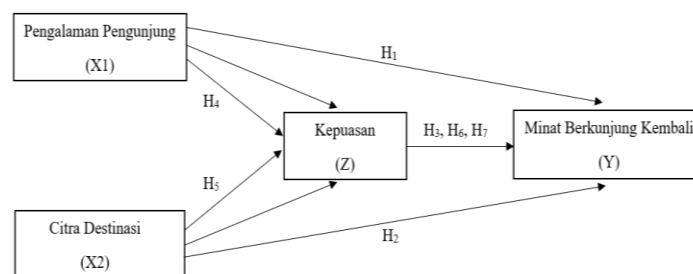 Pengalaman Pengunjung
(X1)
H₁
H₄
Kepuasan
(Z)
H₃, H₆, H₇
Minat Berkunjung Kembali
(Y)
H₅
Citra Destinasi
(X2)
H₂